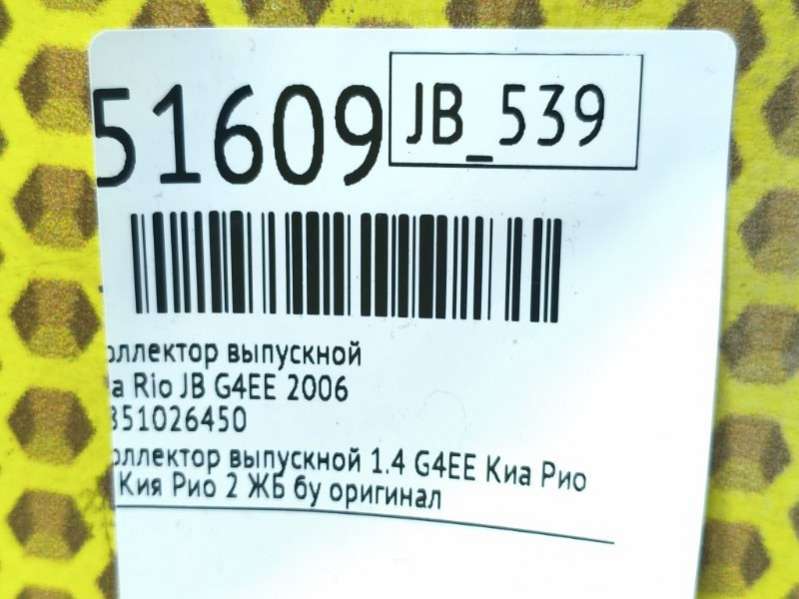 51609
JB_539
оллектор выпускной
a Rio JB G4EE 2006
851026450
оллектор выпускной 1.4 G4EE Киа Рио
Кия Рио 2 ЖБ бу оригинал